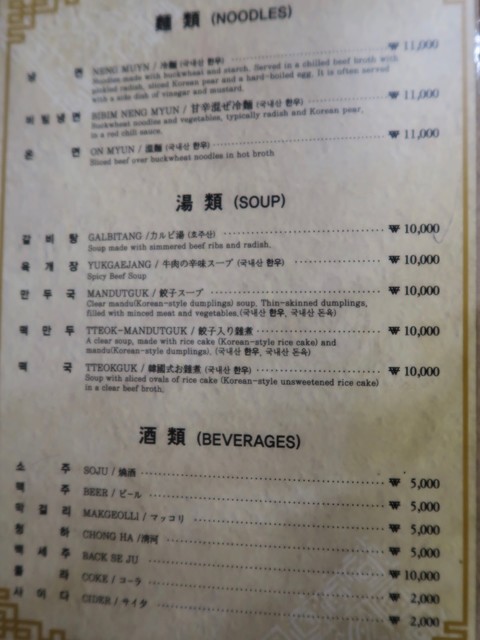 麵 類 (NOODLES)
냉 면 NENG MUYN / 冷麵 (국내산 한우) ₩ 11,000
Noodles made with buckwheat and starch. Served in a chilled beef broth with
pickled radish, sliced Korean pear and a hard-boiled egg. It is often served
with a side dish of vinegar and mustard.
비 빔 냉 면 BIBIM NENG MYUN / 甘辛混ぜ冷麵 (국내산 한우) ₩ 11,000
Buckwheat noodles and vegetables, typically radish and Korean pear,
in a red chili sauce.
온 면 ON MYUN / 溫麵 (국내산 한우) ₩ 11,000
Sliced beef over buckwheat noodles in hot broth
湯 類 (SOUP)
갈 비 탕 GALBITANG /カルビ湯 (호주산) ₩ 10,000
Soup made with simmered beef ribs and radish.
육 개 장 YUKGAEJANG / 牛肉の辛味スープ (국내산 한우) ₩ 10,000
Spicy Beef Soup
만 두 국 MANDUTGUK / 餃子スープ ₩ 10,000
Clear mandu(Korean-style dumplings) soup. Thin-skinned dumplings,
filled with minced meat and vegetables.(국내산 한우, 국내산 돈육)
떡 만 두 TTEOK-MANDUTGUK / 餃子入り雑煮 ₩ 10,000
A clear soup, made with rice cake (Korean-style rice cake) and
mandu(Korean-style dumplings). (국내산 한우, 국내산 돈육)
떡 국 TTEOKGUK / 韓國式お雑煮 (국내산 한우) ₩ 10,000
Soup with sliced ovals of rice cake (Korean-style unsweetened rice cake)
in a clear beef broth.
酒 類 (BEVERAGES)
소 주 SOJU / 燒酒 ₩ 5,000
맥 주 BEER / ビール ₩ 5,000
막 걸 리 MAKGEOLLI / マッコリ ₩ 5,000
청 하 CHONG HA /清河 ₩ 5,000
백 세 주 BACK SE JU ₩ 10,000
콜 라 COKE / コーラ ₩ 2,000
사 이 다 CIDER / サイダ ₩ 2,000